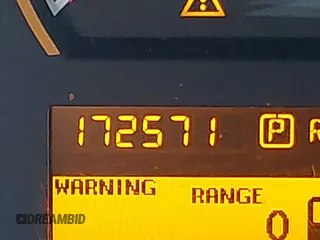 172571 P R
WARNING RANGE
0
DREAMBID